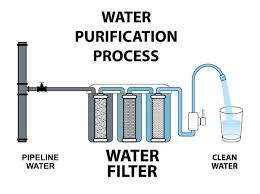 WATER
PURIFICATION
PROCESS
PIPELINE
WATER
WATER
FILTER
CLEAN
WATER